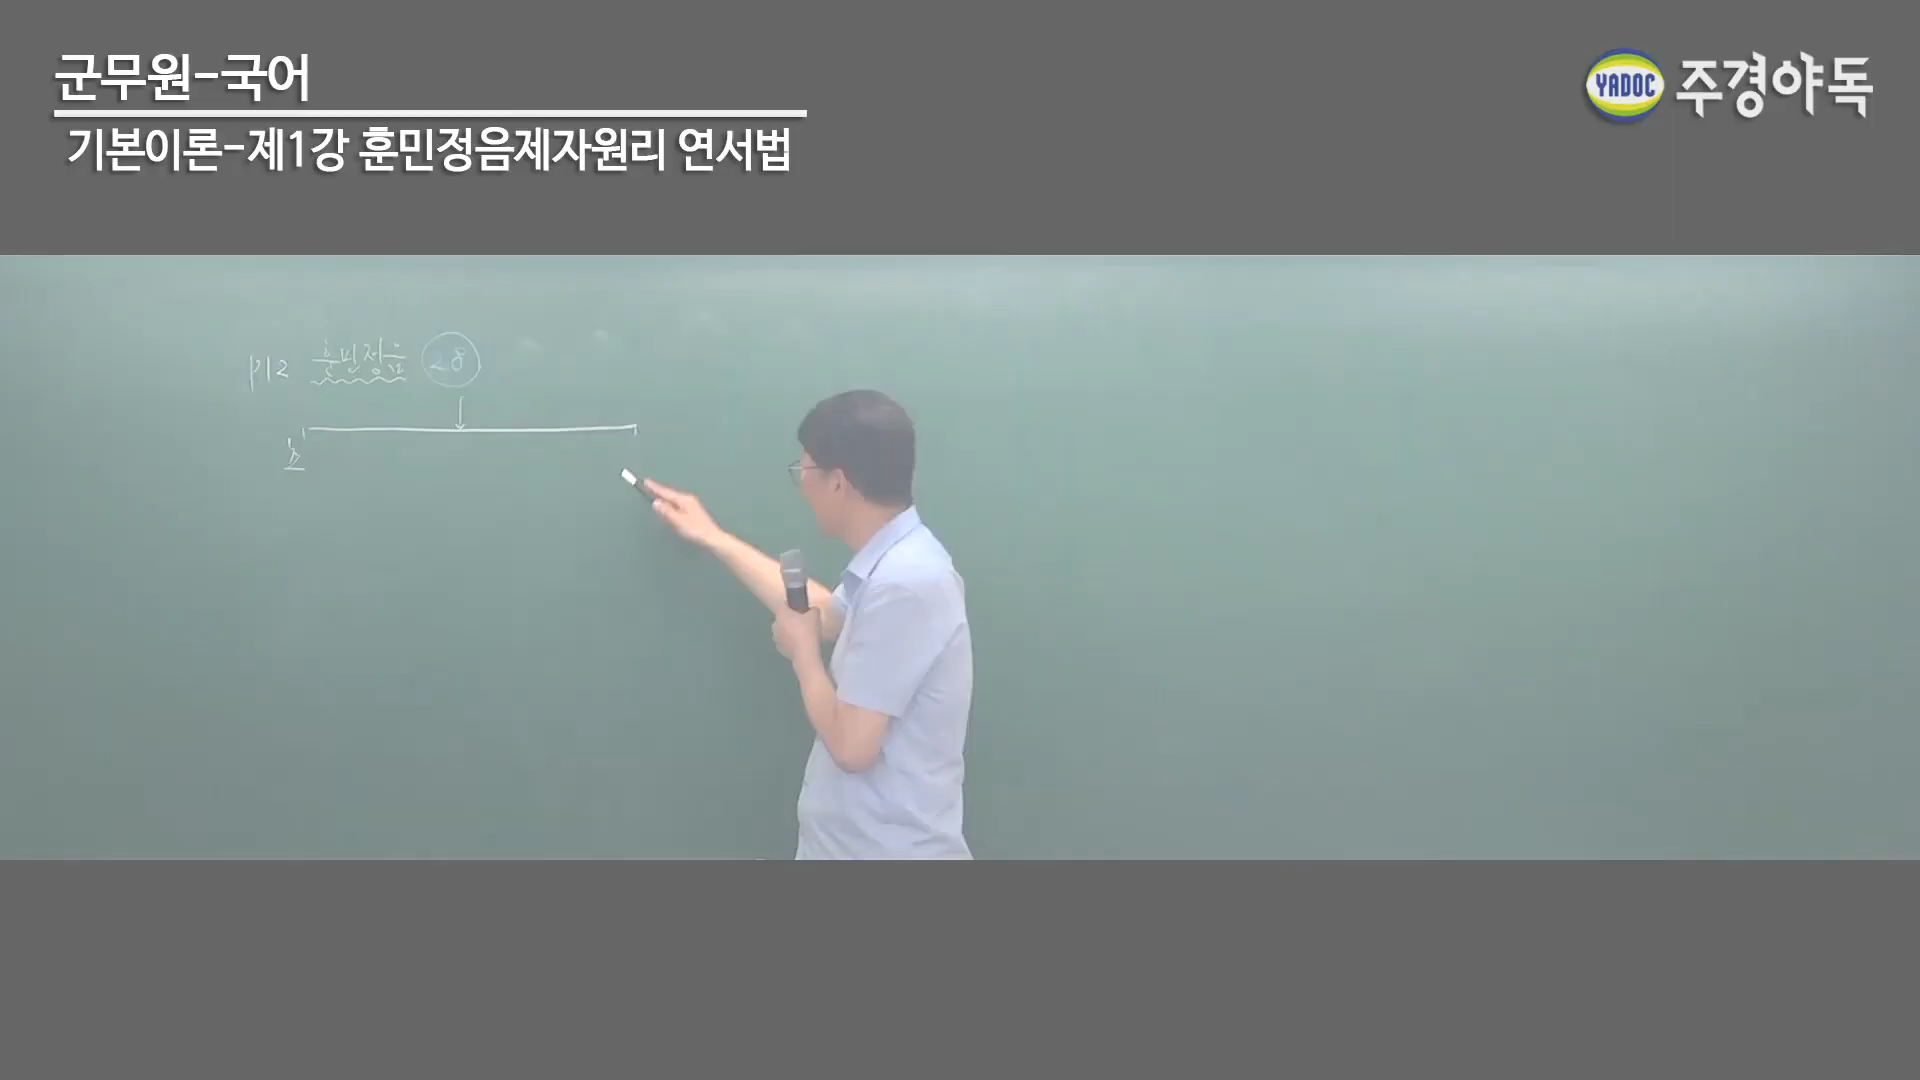 군무원-국어
YADOC 주경야독
기본이론-제1강 훈민정음제자원리 연서법
p12 훈민정음 28
↓
초